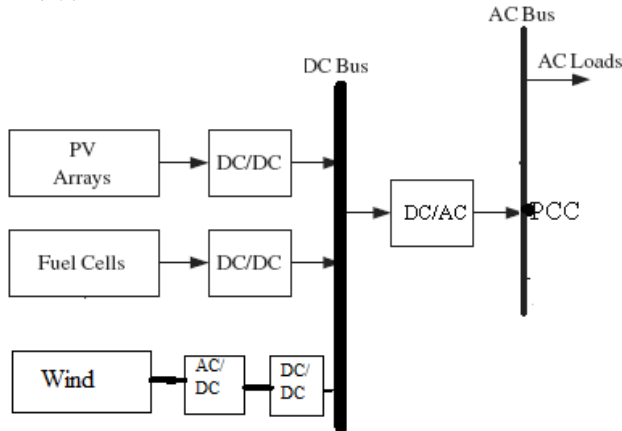 AC Bus
DC Bus
AC Loads
PV
Arrays
DC/DC
DC/AC
PCC
Fuel Cells
DC/DC
Wind
AC/
DC
DC/
DC